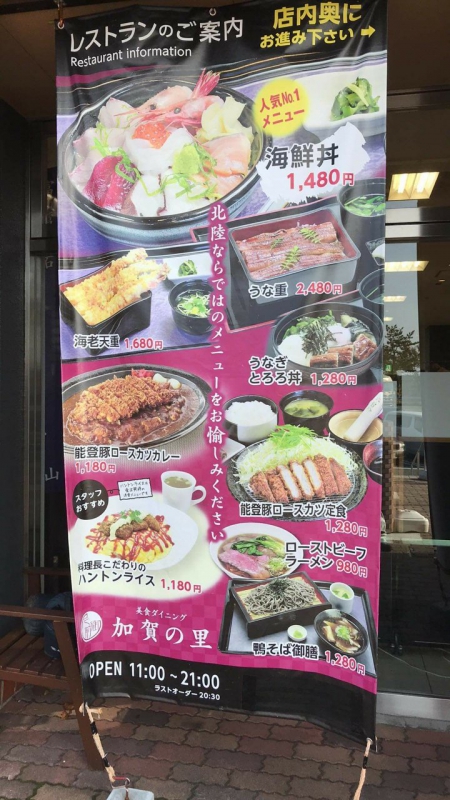 レストランのご案内
Restaurant information
店内奥に
お進み下さい➡
人気No.1
メニュー
海鮮丼
1,480円
北陸ならではのメニューをお愉しみください
うな重 2,480円
海老天重 1,680円
うなぎ
とろろ丼 1,280円
能登豚ロースカツカレー
1,180円
能登豚ロースカツ定食
1,280円
スタッフ
おすすめ
料理長こだわりの
ハントンライス 1,180円
ローストビーフ
ラーメン 980円
鴨そば御膳 1,280円
美食ダイニング
加賀の里
OPEN 11:00～21:00
ラストオーダー 20:30
山